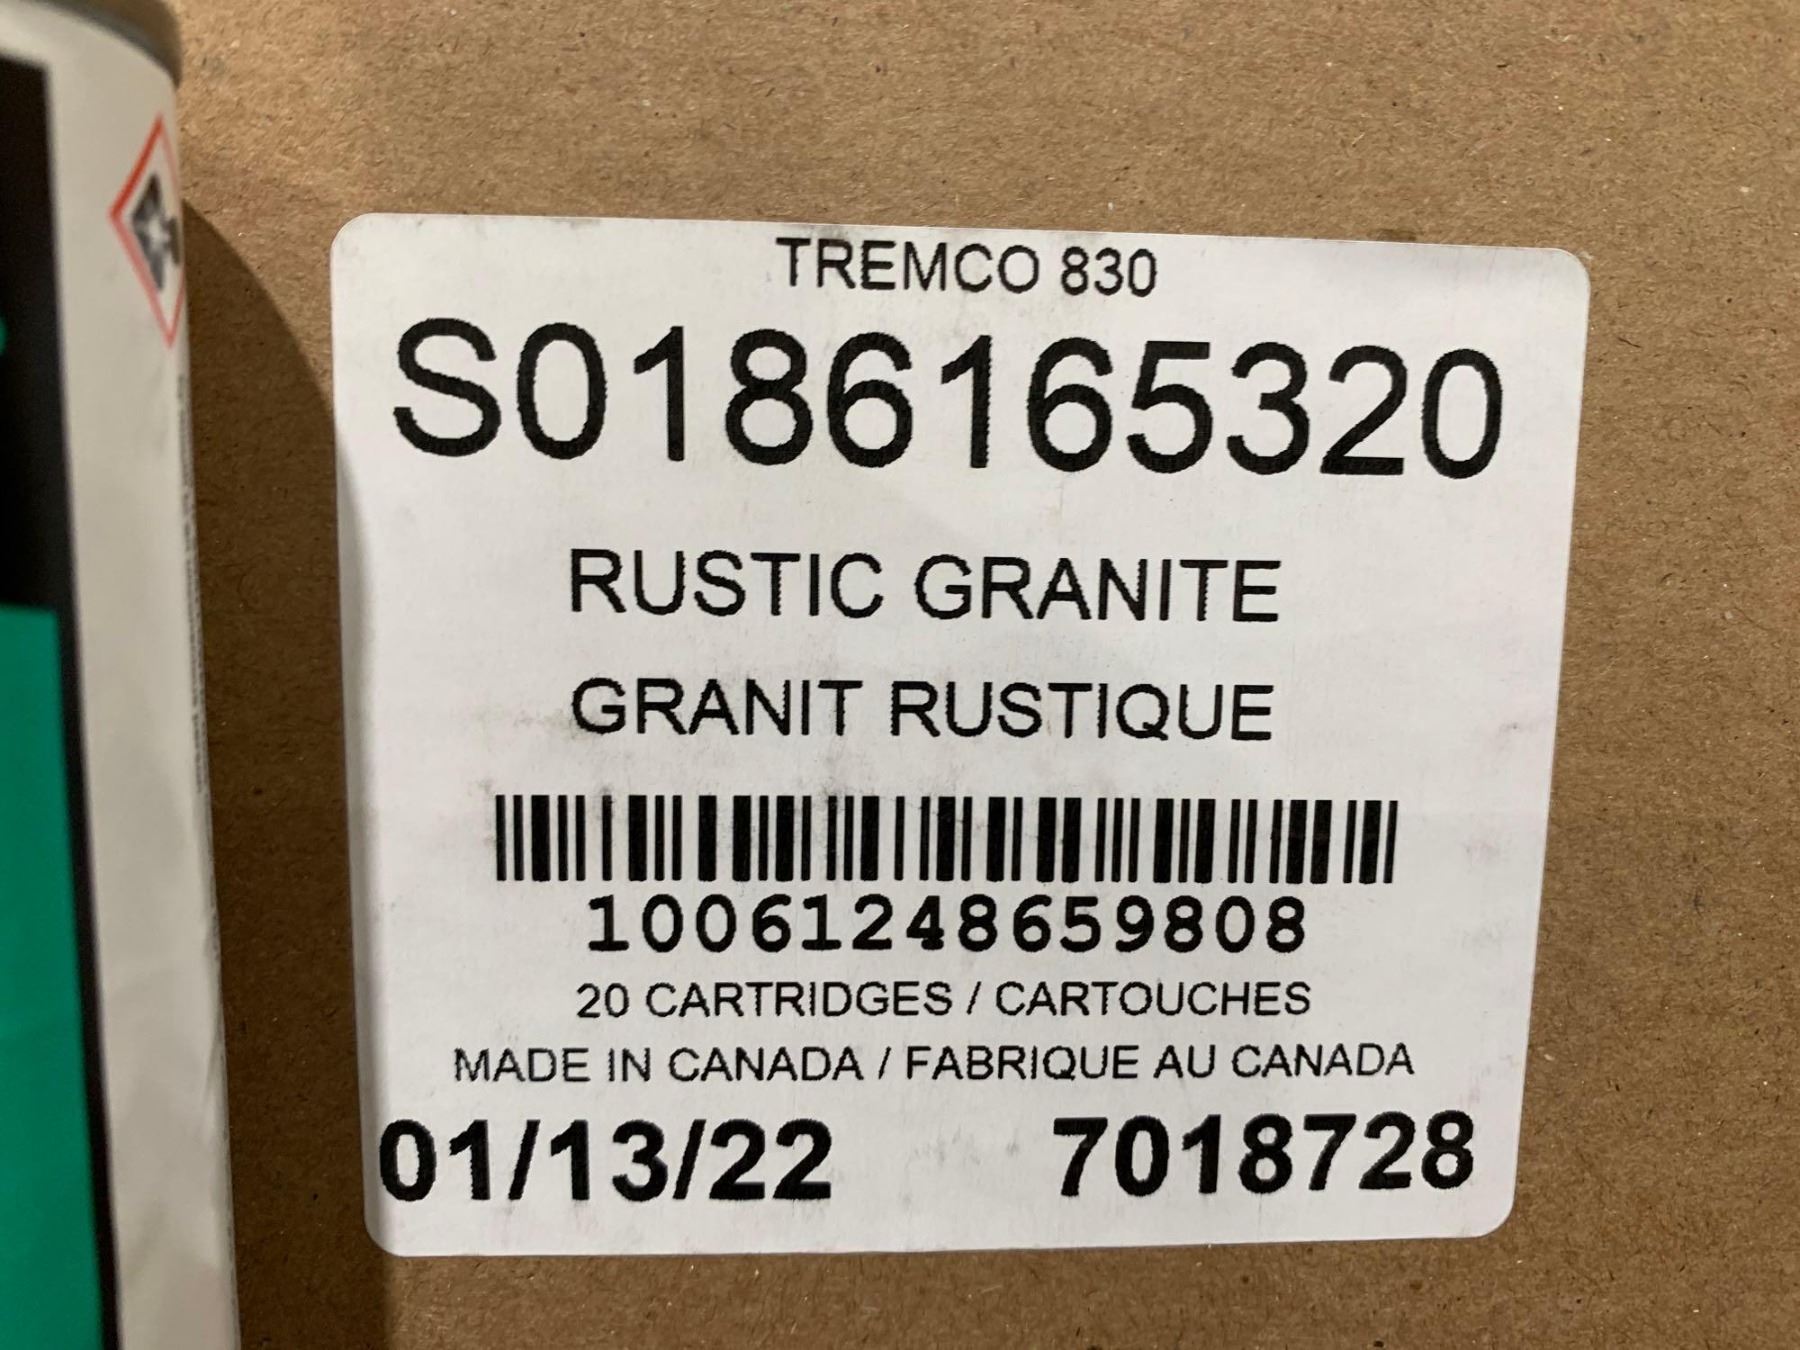 TREMCO 830
S0186165320
RUSTIC GRANITE
GRANIT RUSTIQUE
10061248659808
20 CARTRIDGES / CARTOUCHES
MADE IN CANADA / FABRIQUE AU CANADA
01/13/22 7018728